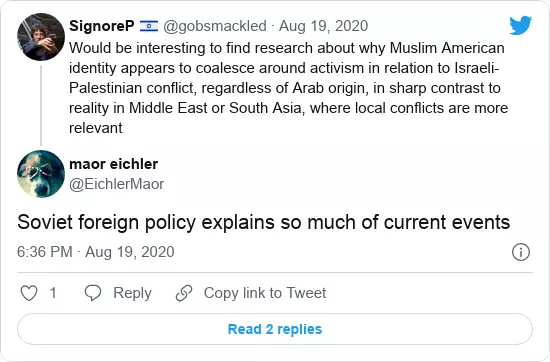 SignoreP 🇮🇱 @gobsmackled · Aug 19, 2020
Would be interesting to find research about why Muslim American
identity appears to coalesce around activism in relation to Israeli-
Palestinian conflict, regardless of Arab origin, in sharp contrast to
reality in Middle East or South Asia, where local conflicts are more
relevant
maor eichler
@EichlerMaor
Soviet foreign policy explains so much of current events
6:36 PM · Aug 19, 2020
1 Reply Copy link to Tweet
Read 2 replies